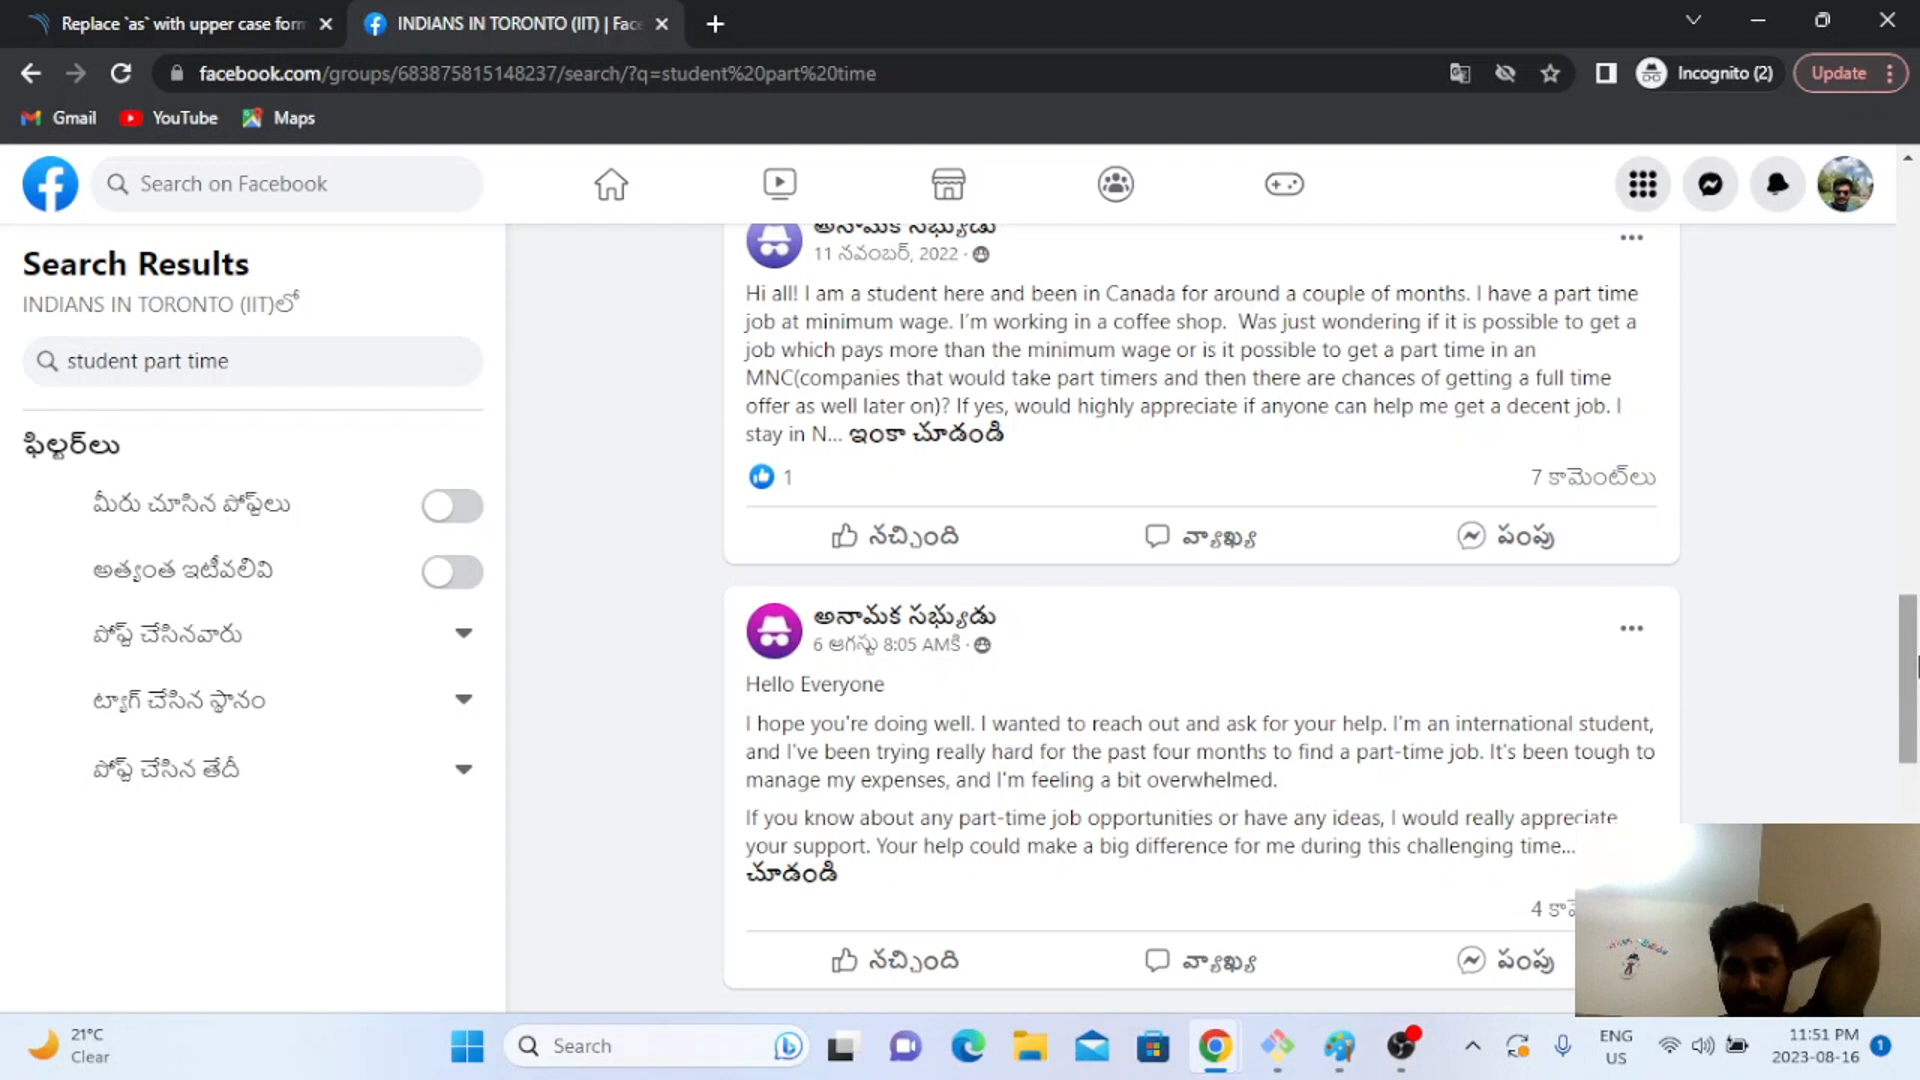 Replace `as` with upper case for
INDIANS IN TORONTO (IIT) | Fac
facebook.com/groups/683875815148237/search/?q=student%20part%20time
Incognito (2)
Update
Gmail
YouTube
Maps
Search on Facebook
Search Results
INDIANS IN TORONTO (IIT)లో
student part time
ఫిల్టర్‌లు
మీరు చూసిన పోస్ట్‌లు
అత్యంత ఇటీవలివి
పోస్ట్ చేసినవారు
ట్యాగ్ చేసిన స్థానం
పోస్ట్ చేసిన తేదీ
అనామక సభ్యుడు
11 నవంబర్, 2022 ·
Hi all! I am a student here and been in Canada for around a couple of months. I have a part time
job at minimum wage. I'm working in a coffee shop. Was just wondering if it is possible to get a
job which pays more than the minimum wage or is it possible to get a part time in an
MNC(companies that would take part timers and then there are chances of getting a full time
offer as well later on)? If yes, would highly appreciate if anyone can help me get a decent job. I
stay in N... ఇంకా చూడండి
1
7 కామెంట్‌లు
నచ్చింది
వ్యాఖ్య
పంపు
అనామక సభ్యుడు
6 ఆగస్టు 8:05 AMకి ·
Hello Everyone
I hope you're doing well. I wanted to reach out and ask for your help. I'm an international student,
and I've been trying really hard for the past four months to find a part-time job. It's been tough to
manage my expenses, and I'm feeling a bit overwhelmed.
If you know about any part-time job opportunities or have any ideas, I would really appreciate
your support. Your help could make a big difference for me during this challenging time...
చూడండి
4
నచ్చింది
వ్యాఖ్య
పంపు
21°C
Clear
Search
ENG
US
11:51 PM
2023-08-16
1